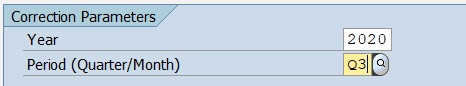 Correction Parameters
Year 2020
Period (Quarter/Month) Q3